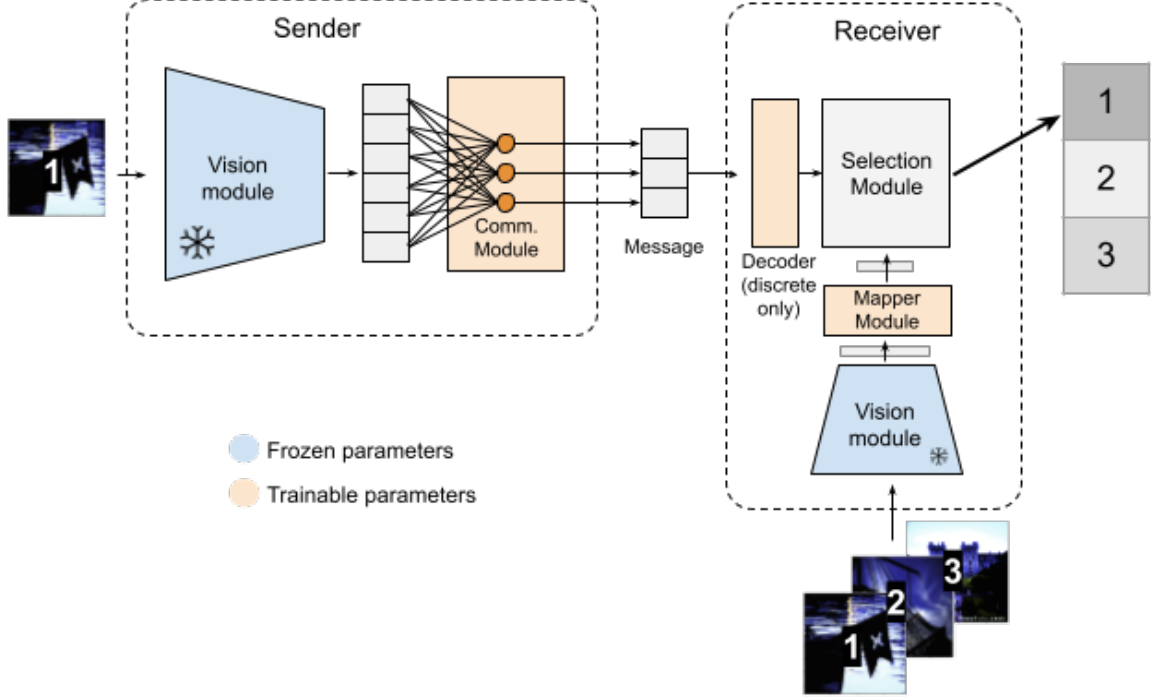 Sender
Receiver
1
Vision
module
Comm.
Module
Message
Decoder
(discrete
only)
Selection
Module
Mapper
Module
Vision
module
1
2
3
Frozen parameters
Trainable parameters
3
2
1